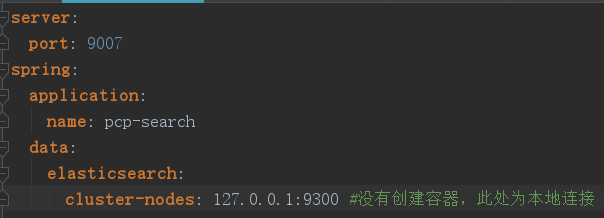 server:
  port: 9007
spring:
  application:
    name: pcp-search
  data:
    elasticsearch:
      cluster-nodes: 127.0.0.1:9300 #没有创建容器，此处为本地连接